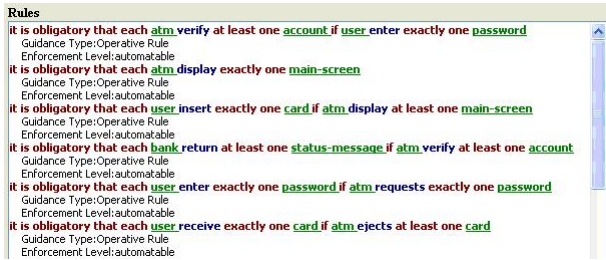 Rules
it is obligatory that each atm verify at least one account if user enter exactly one password
Guidance Type:Operative Rule
Enforcement Level:automatable
it is obligatory that each atm display exactly one main-screen
Guidance Type:Operative Rule
Enforcement Level:automatable
it is obligatory that each user insert exactly one card if atm display at least one main-screen
Guidance Type:Operative Rule
Enforcement Level:automatable
it is obligatory that each bank return at least one status-message if atm verify at least one account
Guidance Type:Operative Rule
Enforcement Level:automatable
it is obligatory that each user enter exactly one password if atm requests exactly one password
Guidance Type:Operative Rule
Enforcement Level:automatable
it is obligatory that each user receive exactly one card if atm ejects at least one card
Guidance Type:Operative Rule
Enforcement Level:automatable